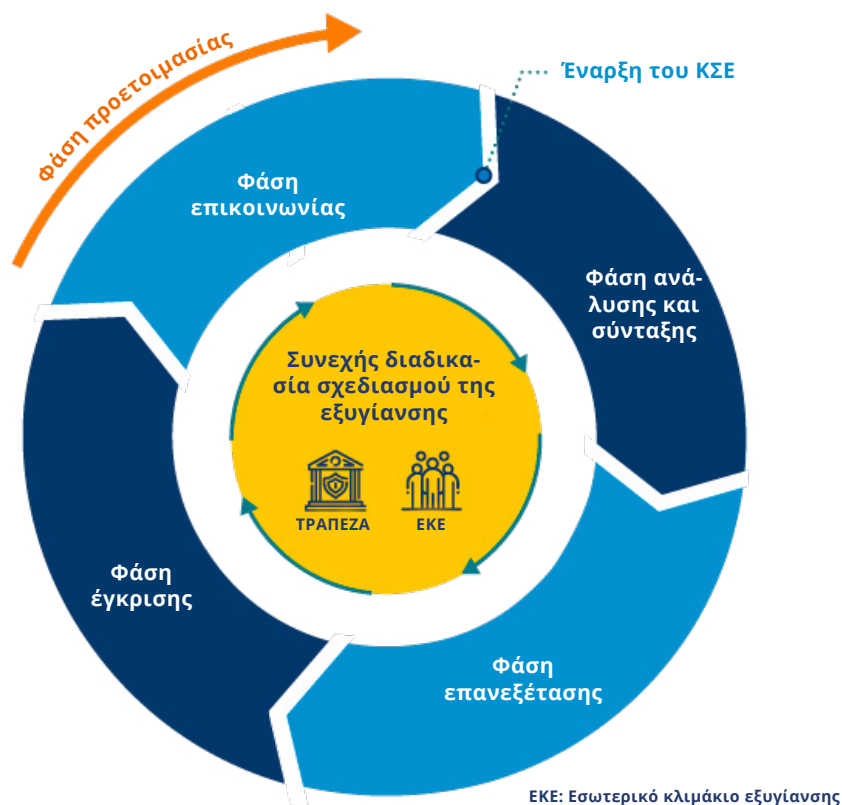 Φάση προετοιμασίας
Έναρξη του ΚΣΕ
Φάση
επικοινωνίας
Φάση ανά-
λυσης και
σύνταξης
Συνεχής διαδικα-
σία σχεδιασμού της
εξυγίανσης
ΤΡΑΠΕΖΑ
ΕΚΕ
Φάση
έγκρισης
Φάση
επανεξέτασης
ΕΚΕ: Εσωτερικό κλιμάκιο εξυγίανσης